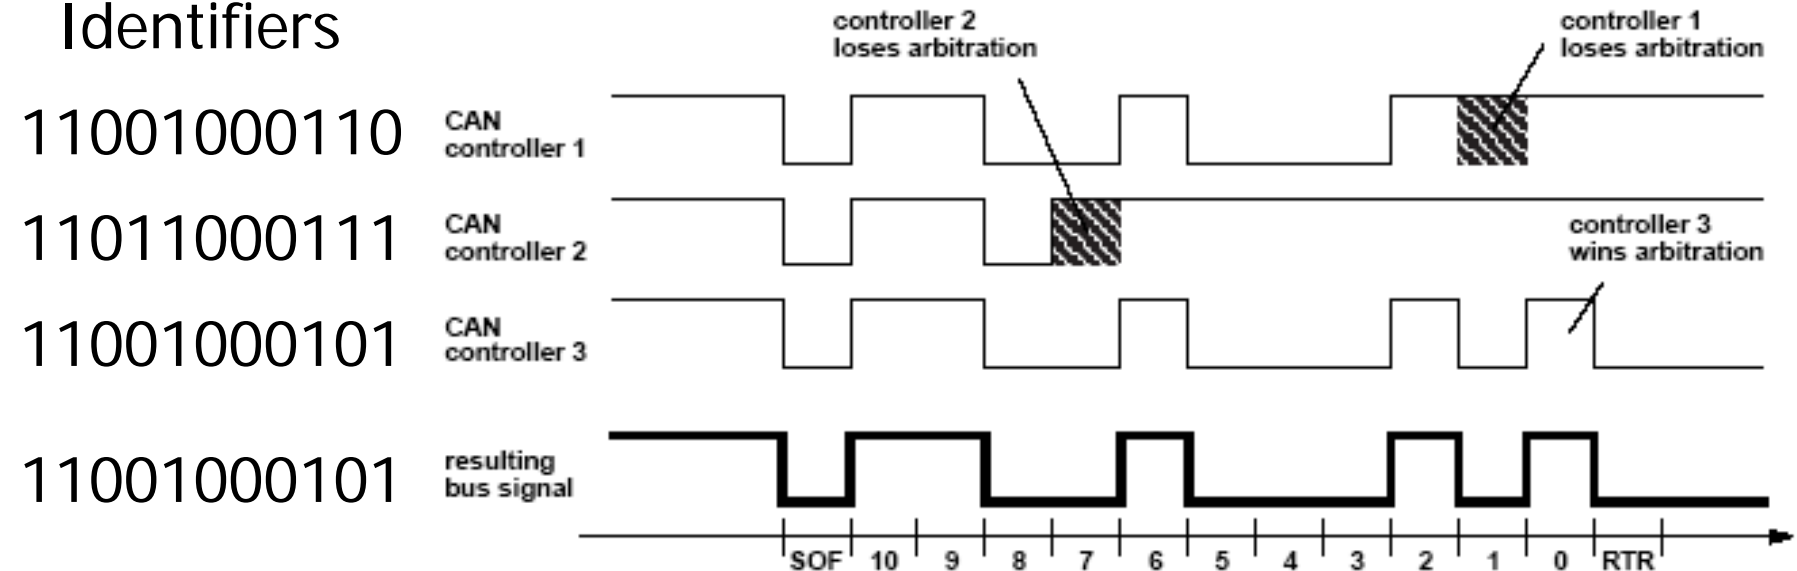 Identifiers
controller 2
loses arbitration
controller 1
loses arbitration
11001000110
CAN
controller 1
11011000111
CAN
controller 2
controller 3
wins arbitration
11001000101
CAN
controller 3
11001000101
resulting
bus signal
SOF 10 9 8 7 6 5 4 3 2 1 0 RTR